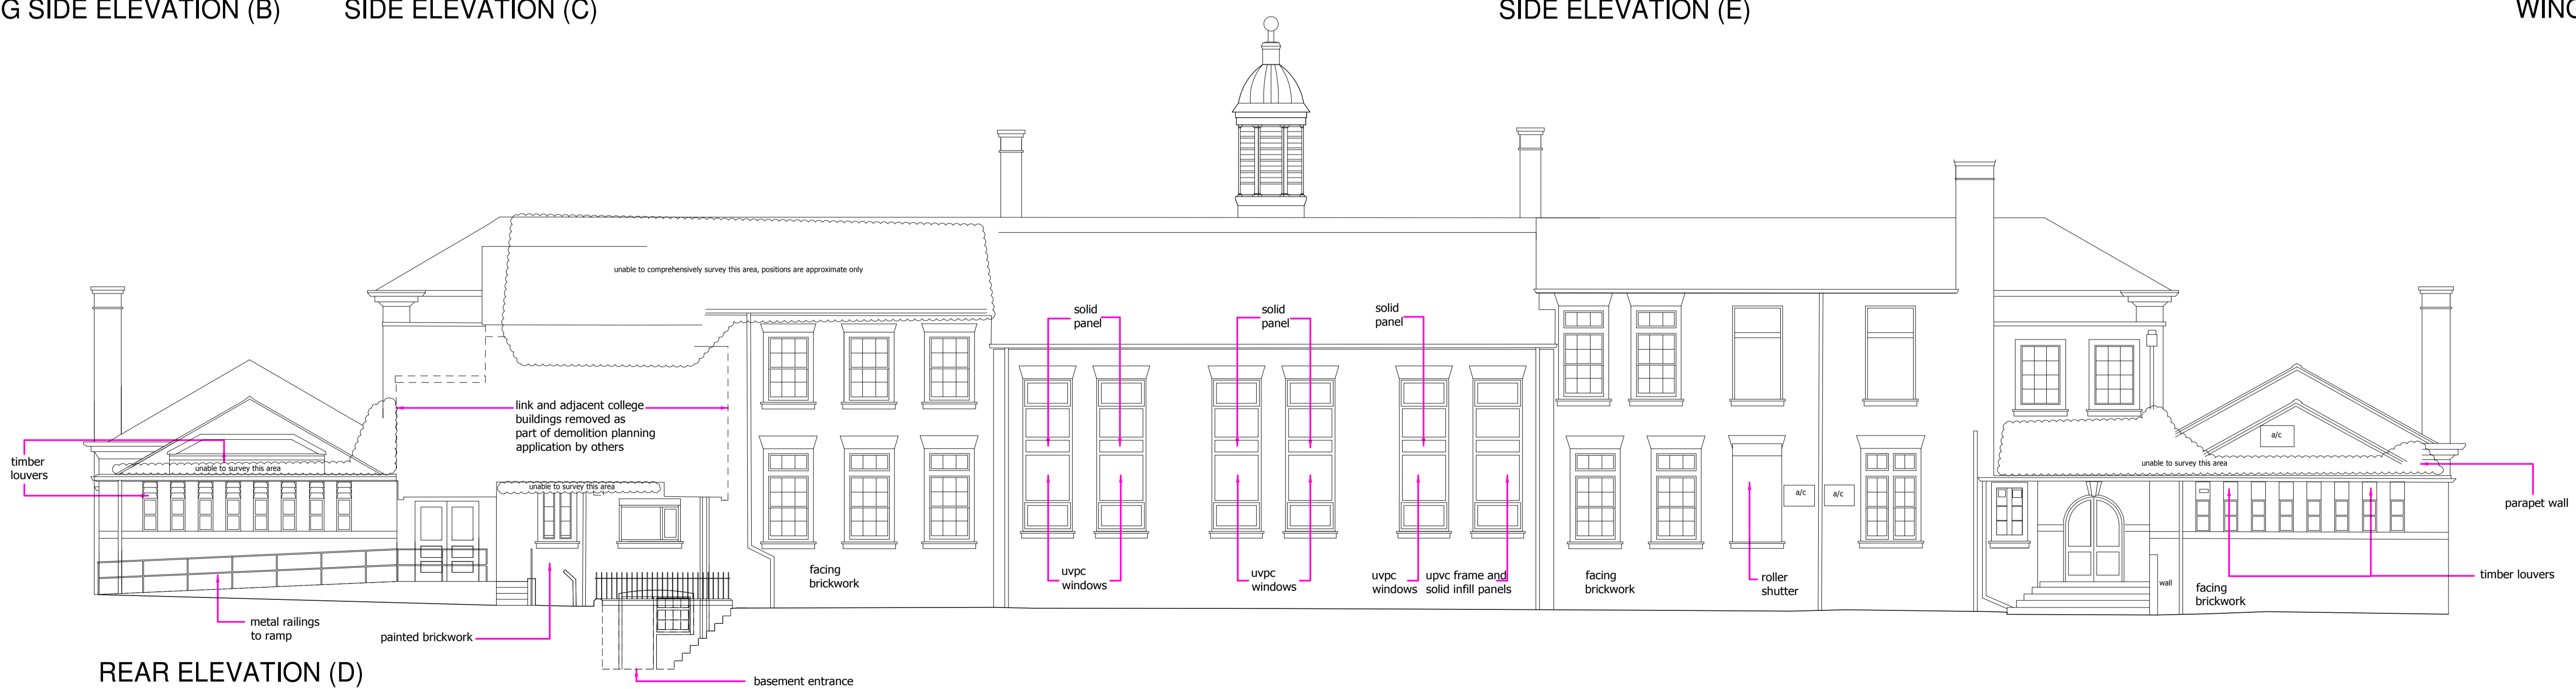 G SIDE ELEVATION (B)
SIDE ELEVATION (C)
SIDE ELEVATION (E)
WING
unable to comprehensively survey this area, positions are approximate only
solid
panel
solid
panel
solid
panel
link and adjacent college
buildings removed as
part of demolition planning
application by others
timber
louvers
unable to survey this area
unable to survey this area
a/c
unable to survey this area
a/c
a/c
parapet wall
facing
brickwork
uvpc
windows
uvpc
windows
uvpc
windows
upvc frame and
solid infill panels
facing
brickwork
roller
shutter
wall
facing
brickwork
timber louvers
metal railings
to ramp
painted brickwork
basement entrance
REAR ELEVATION (D)